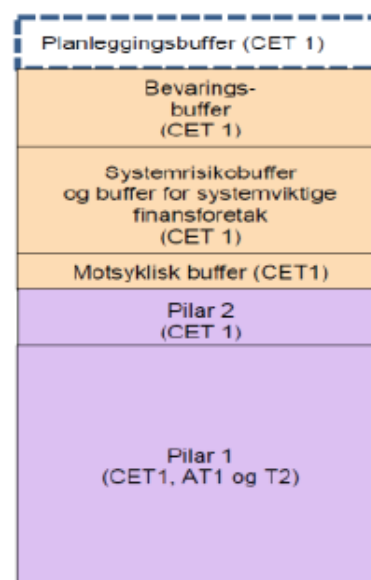 Planleggingsbuffer (CET 1)
Bevarings-
buffer
(CET 1)
Systemrisikobuffer
og buffer for systemviktige
finansforetak
(CET 1)
Motsyklisk buffer (CET1)
Pilar 2
(CET 1)
Pilar 1
(CET1, AT1 og T2)